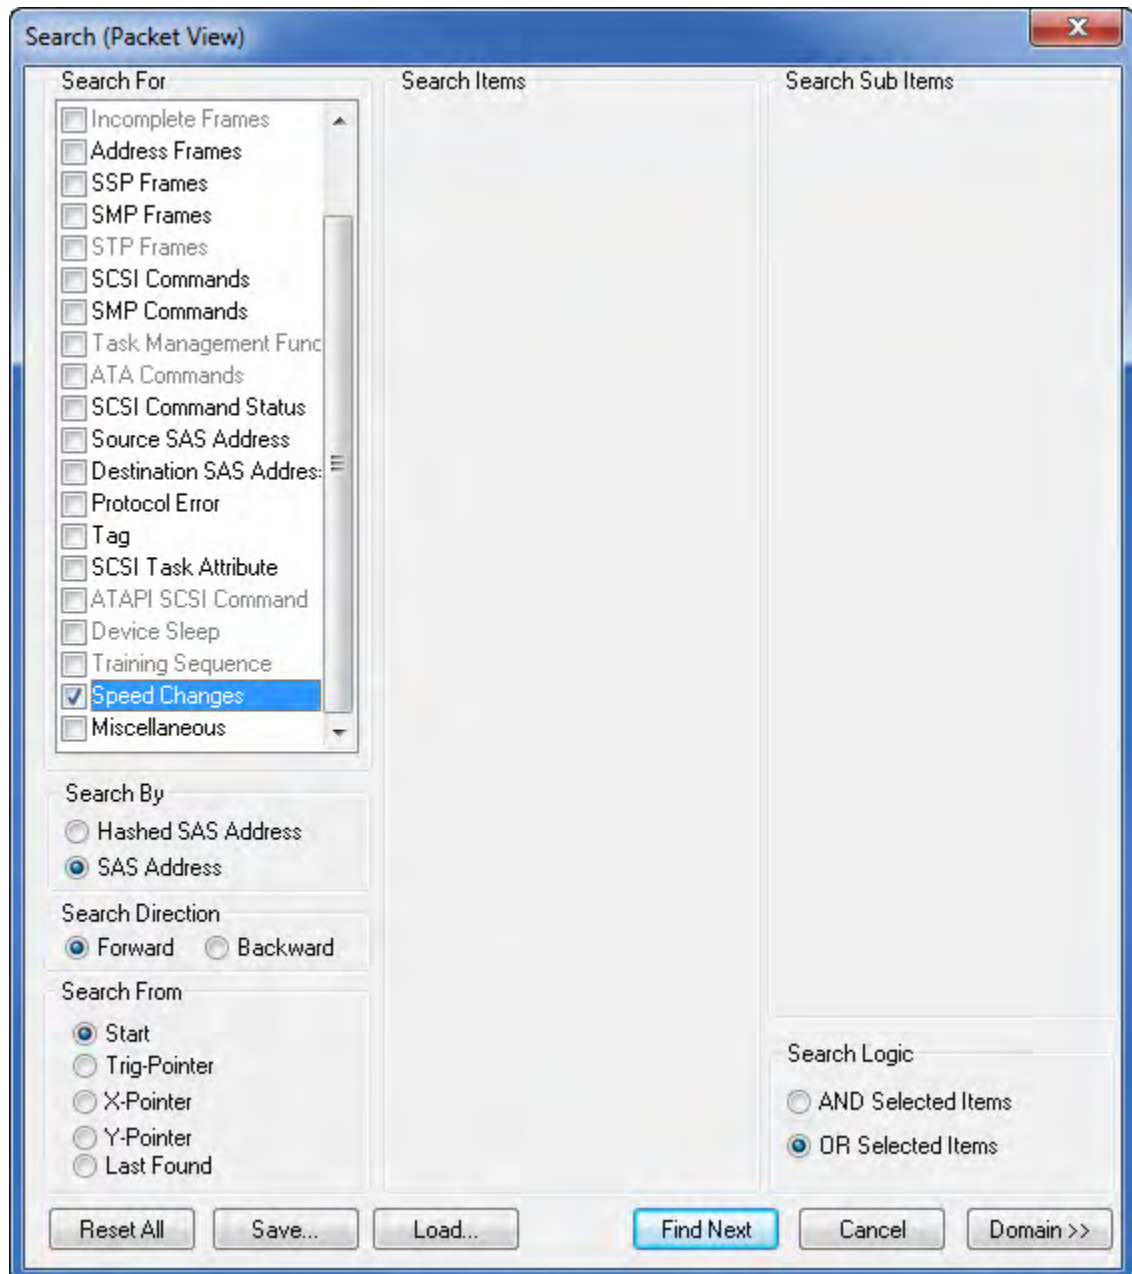 Search (Packet View)
Search For
Incomplete Frames
Address Frames
SSP Frames
SMP Frames
STP Frames
SCSI Commands
SMP Commands
Task Management Func
ATA Commands
SCSI Command Status
Source SAS Address
Destination SAS Addres
Protocol Error
Tag
SCSI Task Attribute
ATAPI SCSI Command
Device Sleep
Training Sequence
Speed Changes
Miscellaneous
Search By
Hashed SAS Address
SAS Address
Search Direction
Forward Backward
Search From
Start
Trig-Pointer
X-Pointer
Y-Pointer
Last Found
Search Items
Search Sub Items
Search Logic
AND Selected Items
OR Selected Items
Reset All Save... Load... Find Next Cancel Domain >>